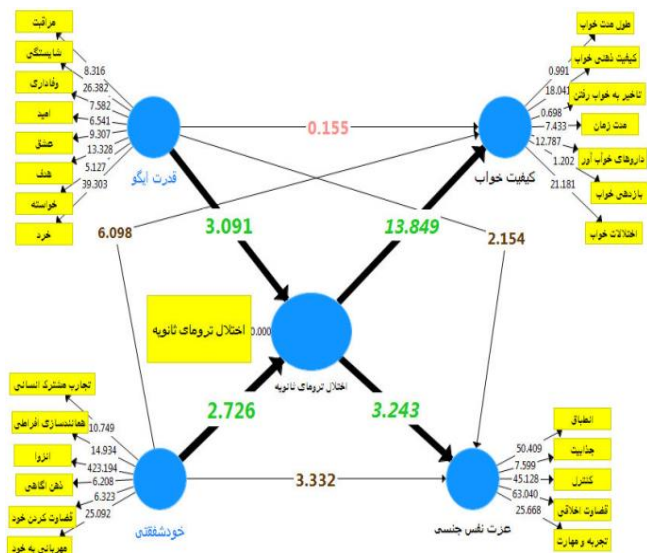 مراقبت
شایستگی
وفاداری
امید
عشق
هدف
خواسته
خرد
8.316
26.382
7.582
6.541
9.307
13.328
5.127
39.303
قدرت ایگو
طول مدت خواب
کیفیت ذهنی خواب
تاخیر به خواب رفتن
مدت زمان
داروهای خواب آور
بازدهی خواب
اختلالات خواب
0.991
18.041
0.698
7.433
12.787
1.202
21.181
کیفیت خواب
0.155
6.098
3.091
13.849
2.154
اختلال ترومای ثانویه
0.000
اختلال ترومای ثانویه
2.726
3.243
3.332
تجارب مشترک انسانی
همانندسازی افراطی
انزوا
ذهن اگاهی
قضاوت کردن خود
مهربانی به خود
10.749
14.934
423.194
6.208
6.323
25.092
خودشفقتی
انطباق
جذابیت
کنترل
قضاوت اخلاقی
تجربه و مهارت
50.409
7.599
45.128
63.040
25.668
عزت نفس جنسی